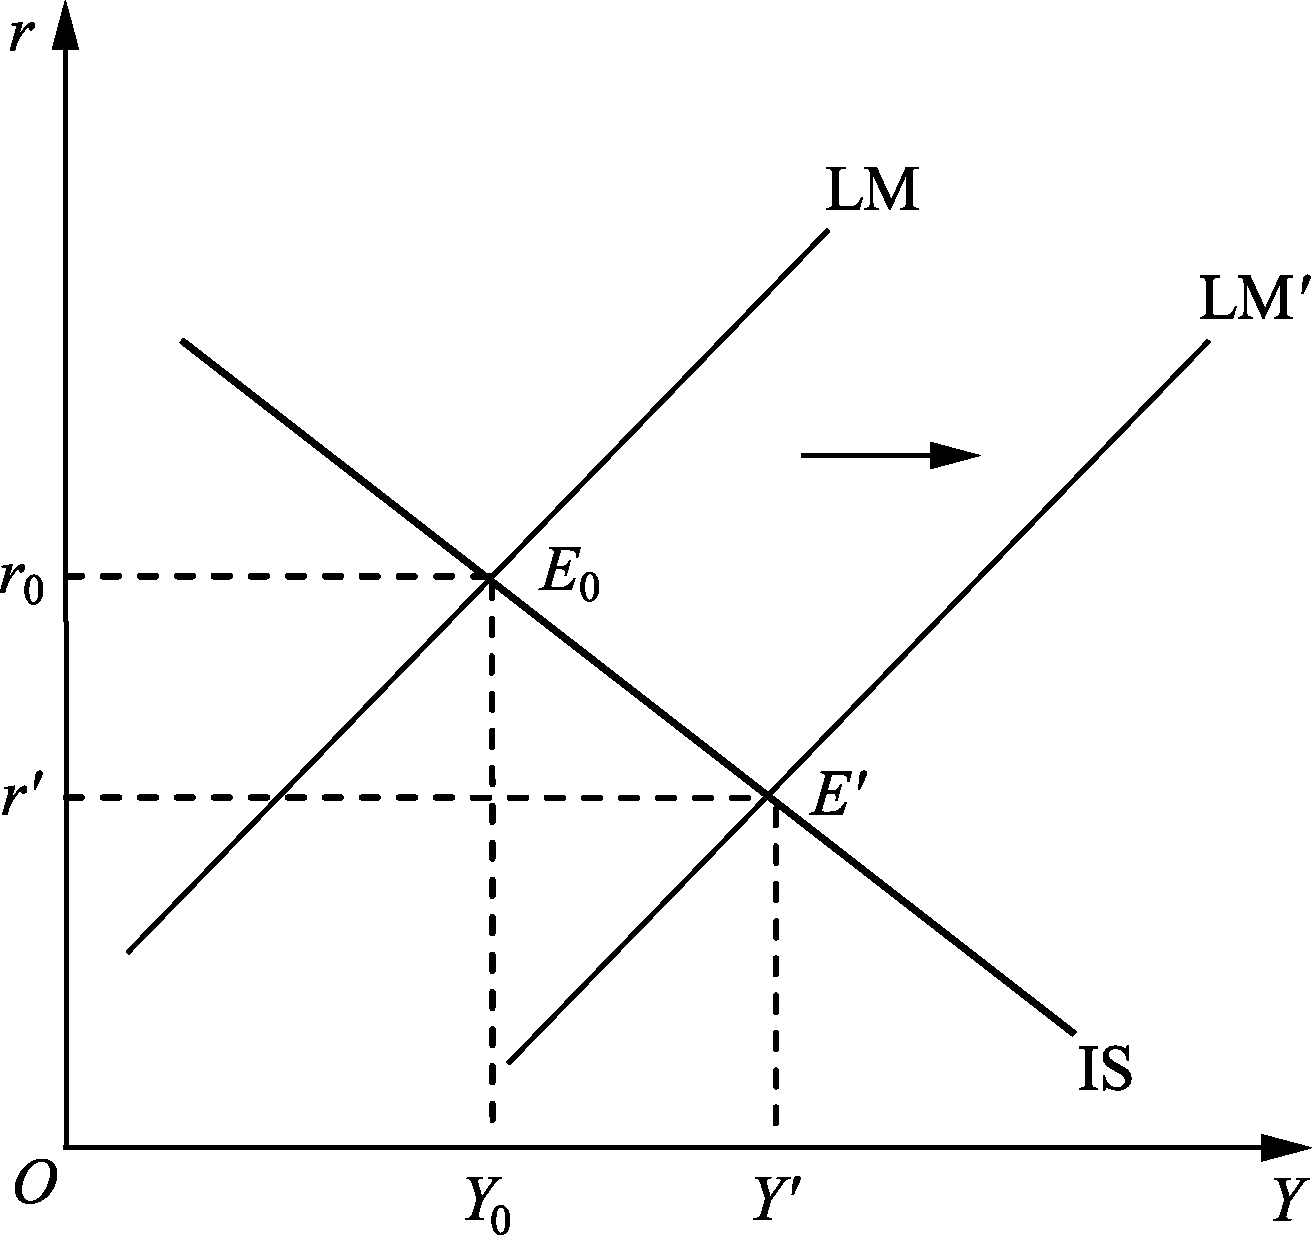 r
LM
LM′
r₀
E₀
r′
E′
IS
O
Y₀
Y′
Y